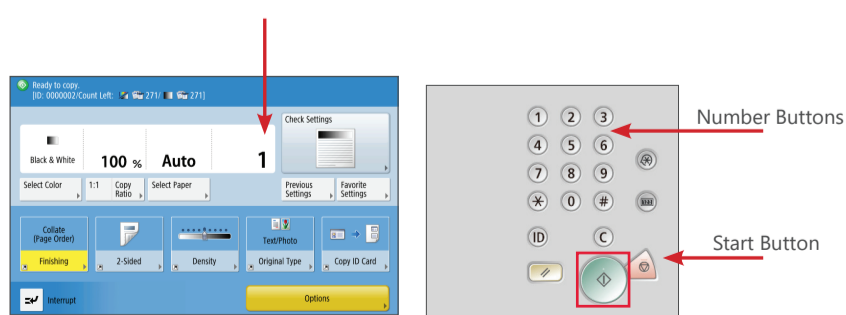 Ready to copy.
[ID: 0000002/Count Left: 271/ 271]
Check Settings
Black & White
100 %
Auto
1
Select Color
1:1
Copy
Ratio
Select Paper
Previous
Settings
Favorite
Settings
Collate
(Page Order)
Text/Photo
Finishing
2-Sided
Density
Original Type
Copy ID Card
Interrupt
Options
1 2 3
4 5 6
7 8 9
* 0 #
ID C
Number Buttons
Start Button